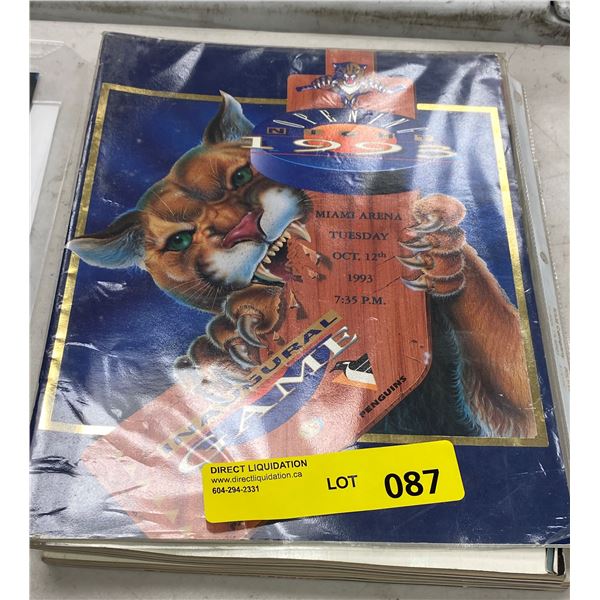 OPENING
NIGHT
1993
MIAMI ARENA
TUESDAY
OCT. 12th
1993
7:35 P.M.
INAUGURAL
GAME
PENGUINS
DIRECT LIQUIDATION
www.directliquidation.ca
604-294-2331
LOT 087